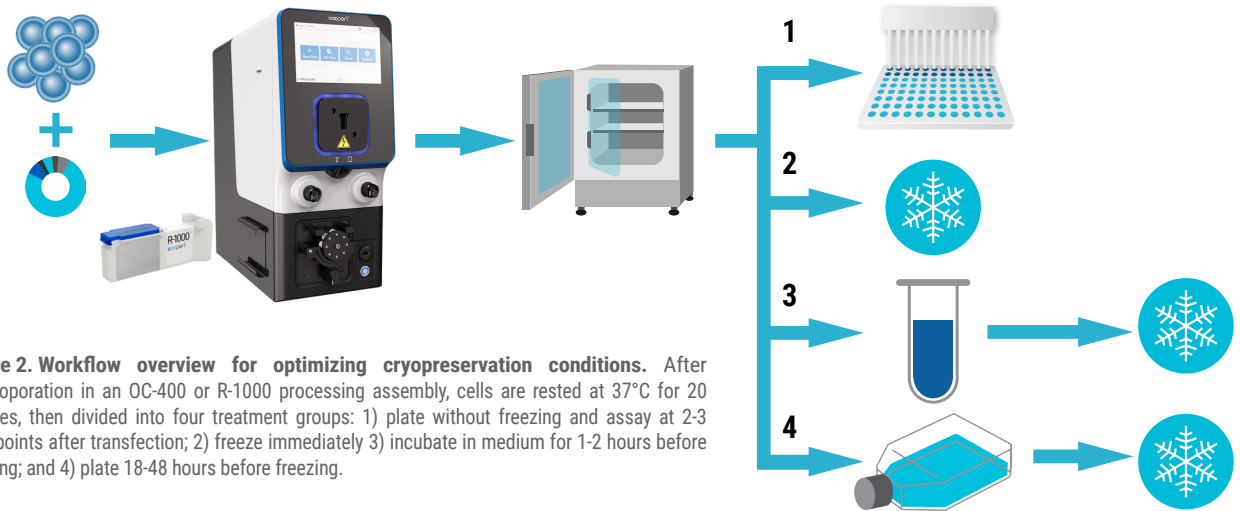 1
2
3
4
R-1000
expert
re 2. Workflow overview for optimizing cryopreservation conditions. After
oporation in an OC-400 or R-1000 processing assembly, cells are rested at 37°C for 20
es, then divided into four treatment groups: 1) plate without freezing and assay at 2-3
points after transfection; 2) freeze immediately 3) incubate in medium for 1-2 hours before
ng; and 4) plate 18-48 hours before freezing.